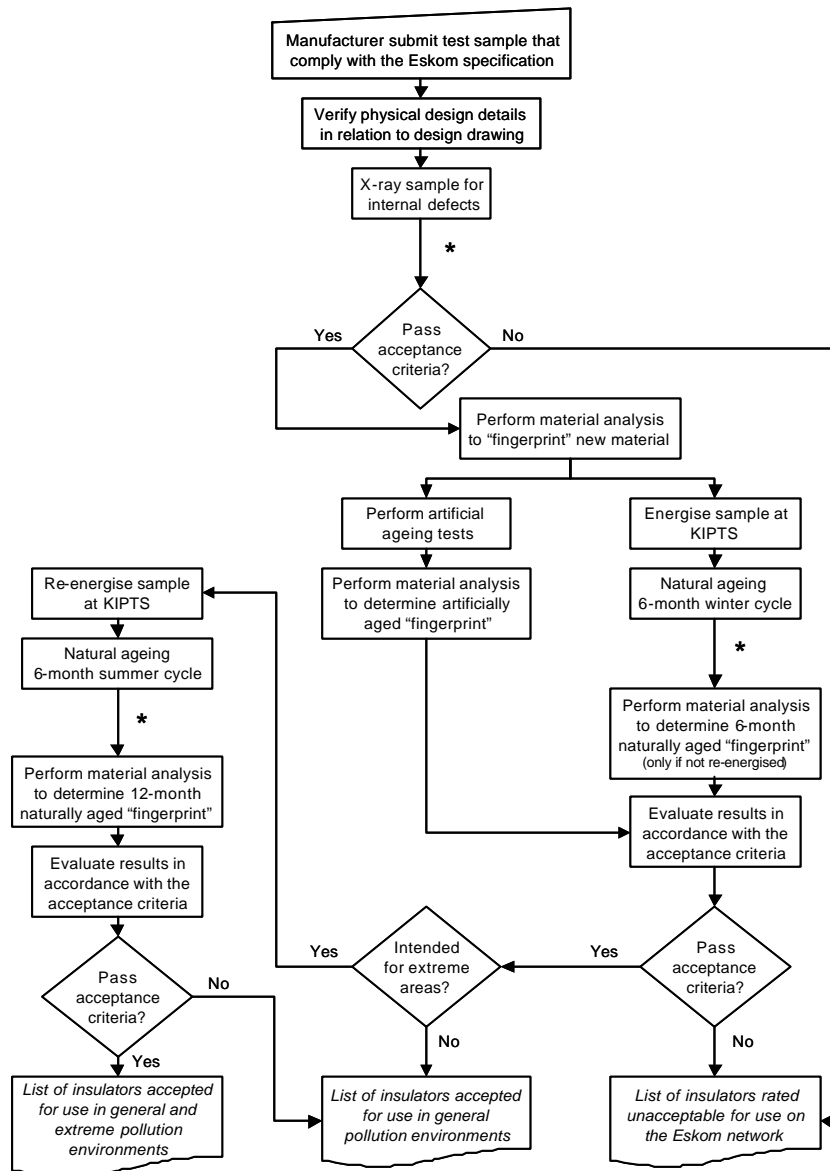 Manufacturer submit test sample that
comply with the Eskom specification
Verify physical design details
in relation to design drawing
X-ray sample for
internal defects
*
Yes
Pass
acceptance
criteria?
No
Perform material analysis
to “fingerprint” new material
Perform artificial
ageing tests
Energise sample at
KIPTS
Re-energise sample
at KIPTS
Perform material analysis
to determine artificially
aged “fingerprint”
Natural ageing
6-month winter cycle
Natural ageing
6-month summer cycle
*
*
Perform material analysis
to determine 6-month
naturally aged “fingerprint”
(only if not re-energised)
Perform material analysis
to determine 12-month
naturally aged “fingerprint”
Evaluate results in
accordance with the
acceptance criteria
Evaluate results in
accordance with the
acceptance criteria
Pass
acceptance
criteria?
No
Yes
Yes
Intended
for extreme
areas?
No
Yes
Pass
acceptance
criteria?
No
List of insulators accepted
for use in general and
extreme pollution
environments
List of insulators accepted
for use in general
pollution environments
List of insulators rated
unacceptable for use on
the Eskom network